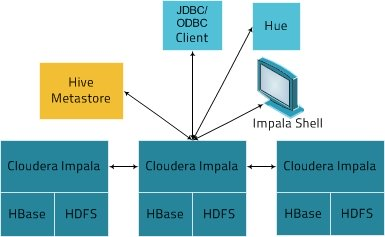 JDBC/
ODBC
Client
Hue
Hive
Metastore
Impala Shell
Cloudera Impala
Cloudera Impala
Cloudera Impala
HBase
HDFS
HBase
HDFS
HBase
HDFS